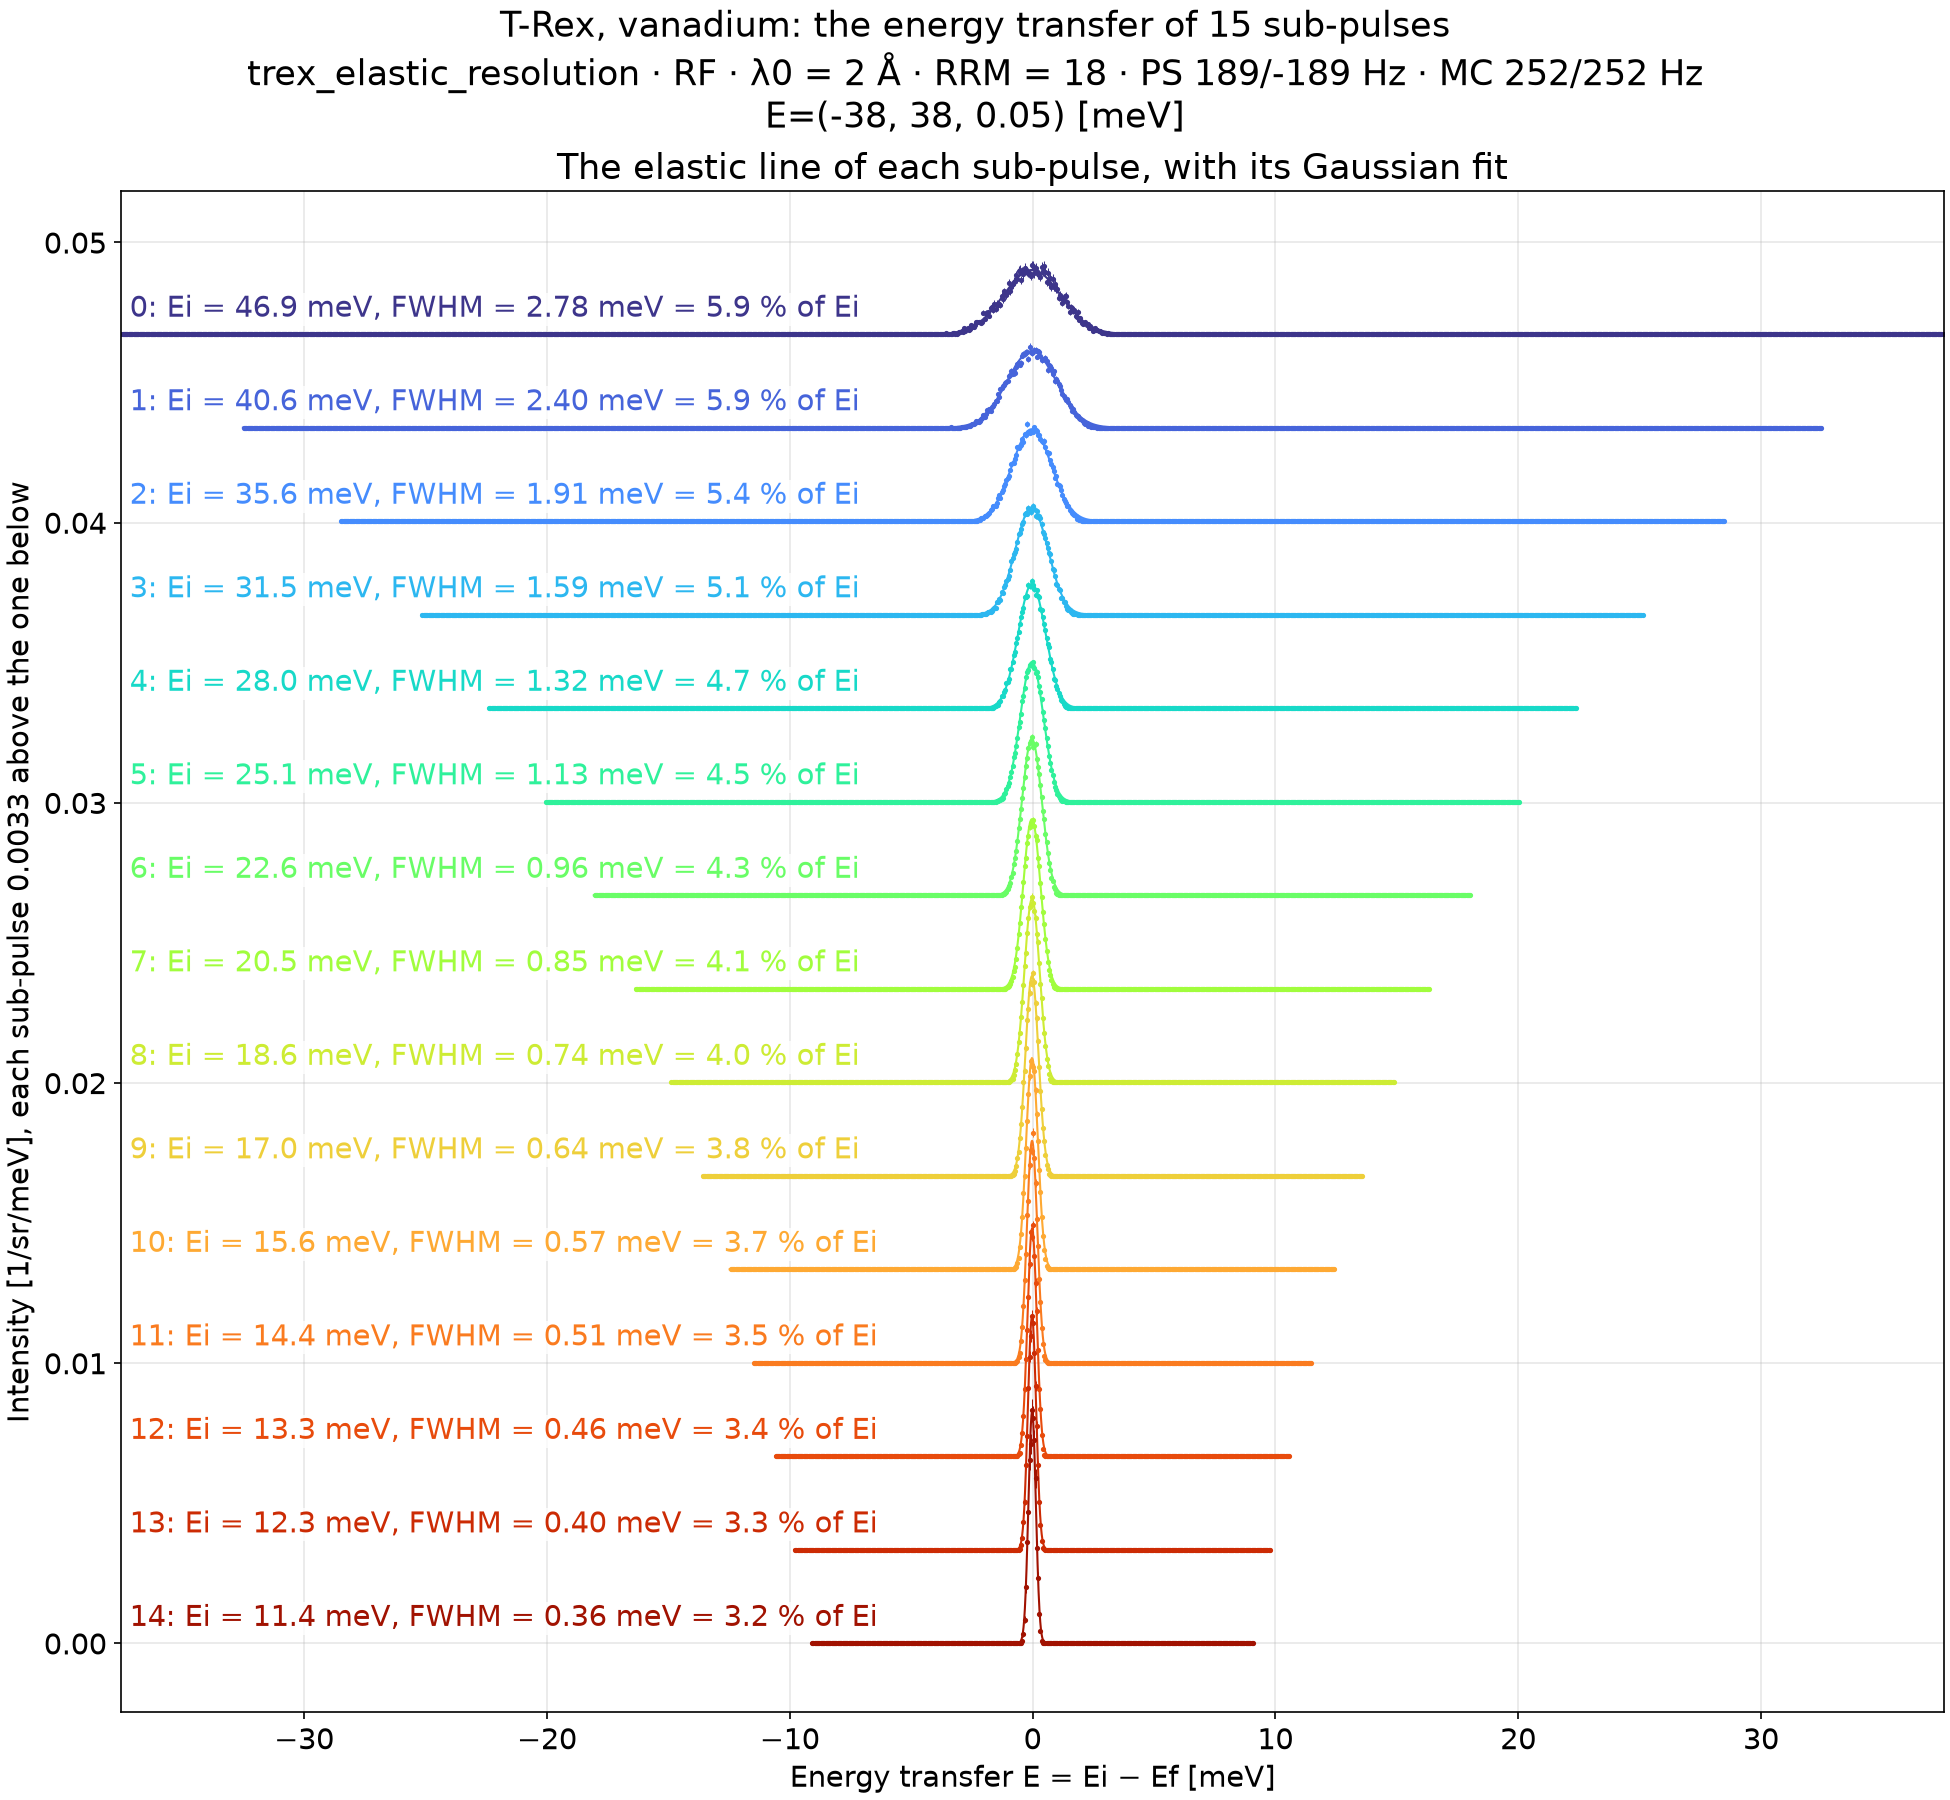 T-Rex, vanadium: the energy transfer of 15 sub-pulses
trex_elastic_resolution · RF · λ0 = 2 Å · RRM = 18 · PS 189/-189 Hz · MC 252/252 Hz
E=(-38, 38, 0.05) [meV]
The elastic line of each sub-pulse, with its Gaussian fit
Intensity [1/sr/meV], each sub-pulse 0.0033 above the one below
0.05
0: Ei = 46.9 meV, FWHM = 2.78 meV = 5.9 % of Ei
1: Ei = 40.6 meV, FWHM = 2.40 meV = 5.9 % of Ei
2: Ei = 35.6 meV, FWHM = 1.91 meV = 5.4 % of Ei
0.04
3: Ei = 31.5 meV, FWHM = 1.59 meV = 5.1 % of Ei
4: Ei = 28.0 meV, FWHM = 1.32 meV = 4.7 % of Ei
5: Ei = 25.1 meV, FWHM = 1.13 meV = 4.5 % of Ei
0.03
6: Ei = 22.6 meV, FWHM = 0.96 meV = 4.3 % of Ei
7: Ei = 20.5 meV, FWHM = 0.85 meV = 4.1 % of Ei
8: Ei = 18.6 meV, FWHM = 0.74 meV = 4.0 % of Ei
0.02
9: Ei = 17.0 meV, FWHM = 0.64 meV = 3.8 % of Ei
10: Ei = 15.6 meV, FWHM = 0.57 meV = 3.7 % of Ei
11: Ei = 14.4 meV, FWHM = 0.51 meV = 3.5 % of Ei
0.01
12: Ei = 13.3 meV, FWHM = 0.46 meV = 3.4 % of Ei
13: Ei = 12.3 meV, FWHM = 0.40 meV = 3.3 % of Ei
14: Ei = 11.4 meV, FWHM = 0.36 meV = 3.2 % of Ei
0.00
−30 −20 −10 0 10 20 30
Energy transfer E = Ei − Ef [meV]